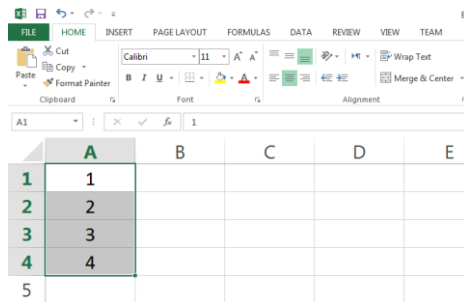 FILE HOME INSERT PAGE LAYOUT FORMULAS DATA REVIEW VIEW TEAM
Cut
Copy
Format Painter
Paste
Clipboard
Calibri 11 A A
B I U A
Font
Wrap Text
Merge & Center
Alignment
A1 fx 1
A B C D E
1 1
2 2
3 3
4 4
5